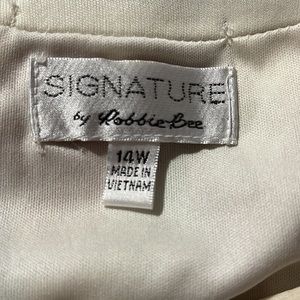 SIGNATURE
by Robbie Bee
14W
MADE IN
VIETNAM